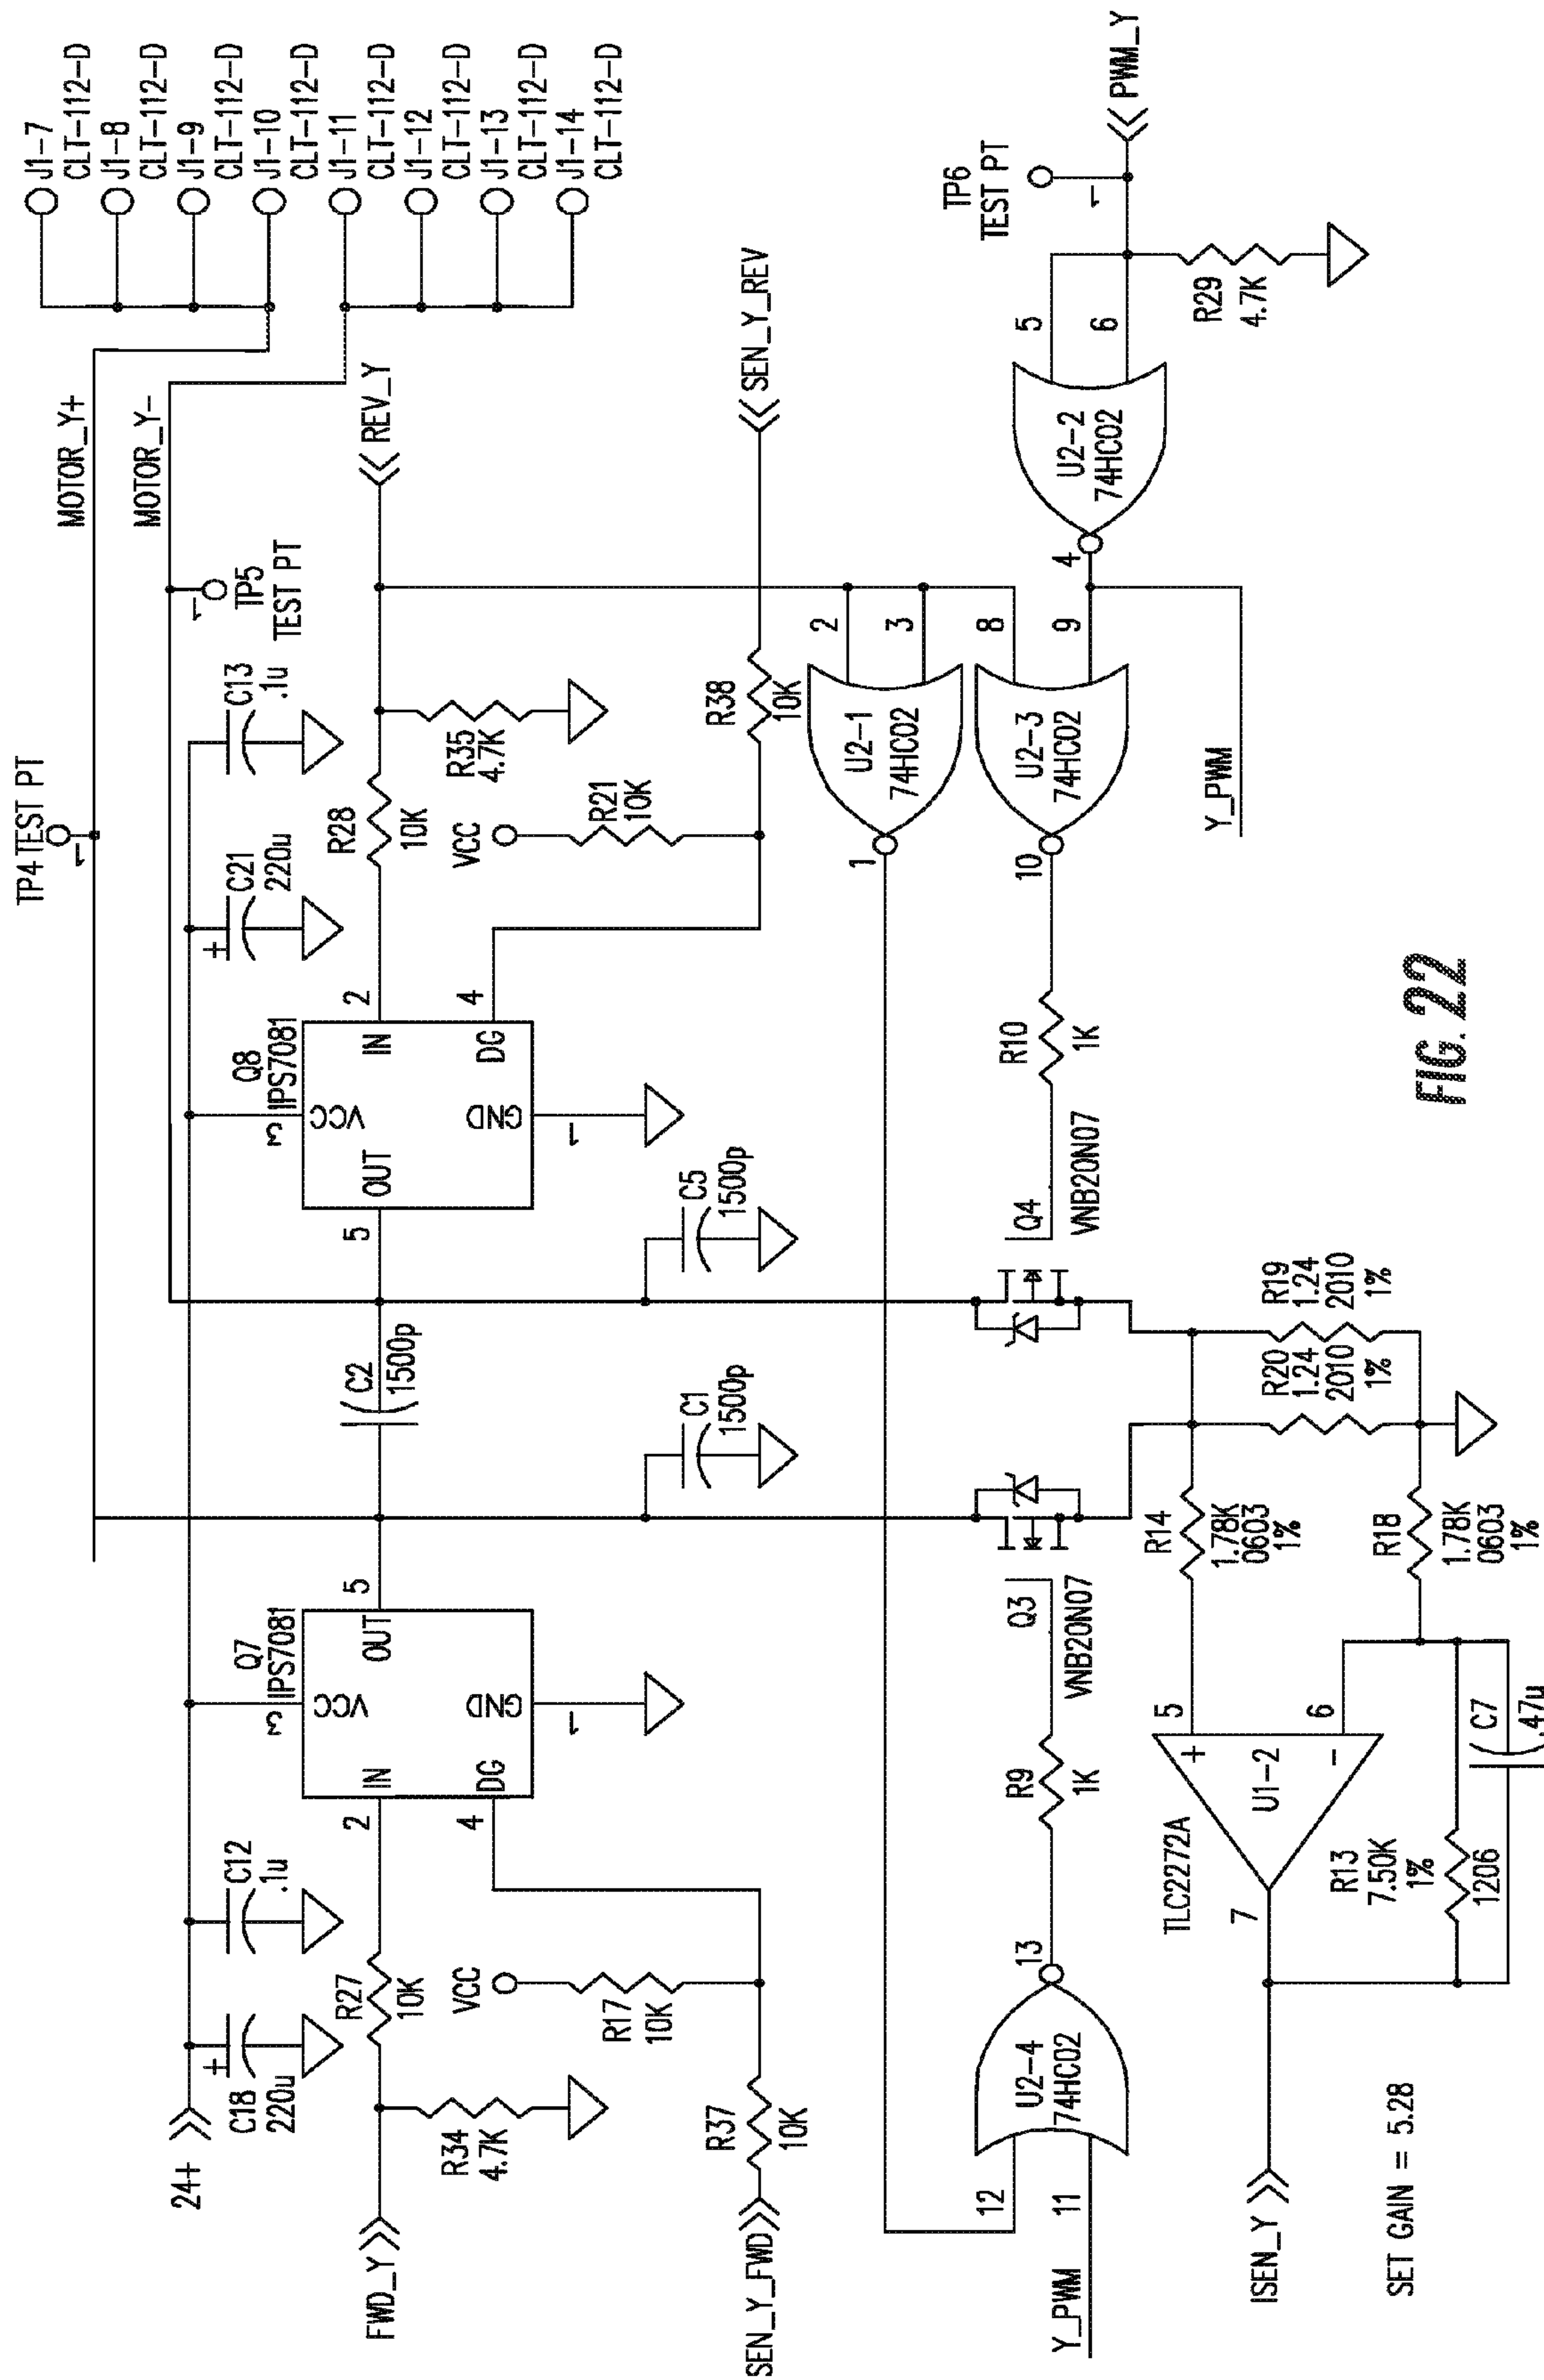 TP4 TEST PT
1
MOTOR_Y+
MOTOR_Y-
J1-7
CLT-112-D
J1-8
CLT-112-D
J1-9
CLT-112-D
J1-10
CLT-112-D
J1-11
CLT-112-D
J1-12
CLT-112-D
J1-13
CLT-112-D
J1-14
CLT-112-D
TP5
TEST PT
1
24+
C18
220u
±
C12
.1u
C21
220u
±
C13
.1u
FWD_Y
R27
10K
R34
4.7K
VCC
R17
10K
R37
10K
SEN_Y_FWD
Q7
IPS7081
2
IN
3
VCC
OUT
5
DG
4
GND
1
C2
1500p
C1
1500p
C5
1500p
Q8
IPS7081
3
VCC
OUT
5
IN
2
DG
4
GND
1
R28
10K
R35
4.7K
REV_Y
VCC
R21
10K
R38
10K
SEN_Y_REV
U2-1
74HC02
1
2
3
U2-3
74HC02
10
8
9
U2-2
74HC02
4
5
6
TP6
TEST PT
1
PWM_Y
R29
4.7K
Y_PWM
R10
1K
Q4
VNB20N07
Q3
VNB20N07
R9
1K
13
U2-4
74HC02
12
11
Y_PWM
R14
1.78K
0603
1%
R18
1.78K
0603
1%
R20
1.24
2010
1%
R19
1.24
2010
1%
TLC2272A
U1-2
5
+
6
-
7
R13
7.50K
1%
1206
C7
.47u
ISEN_Y
SET GAIN = 5.28
FIG. 22